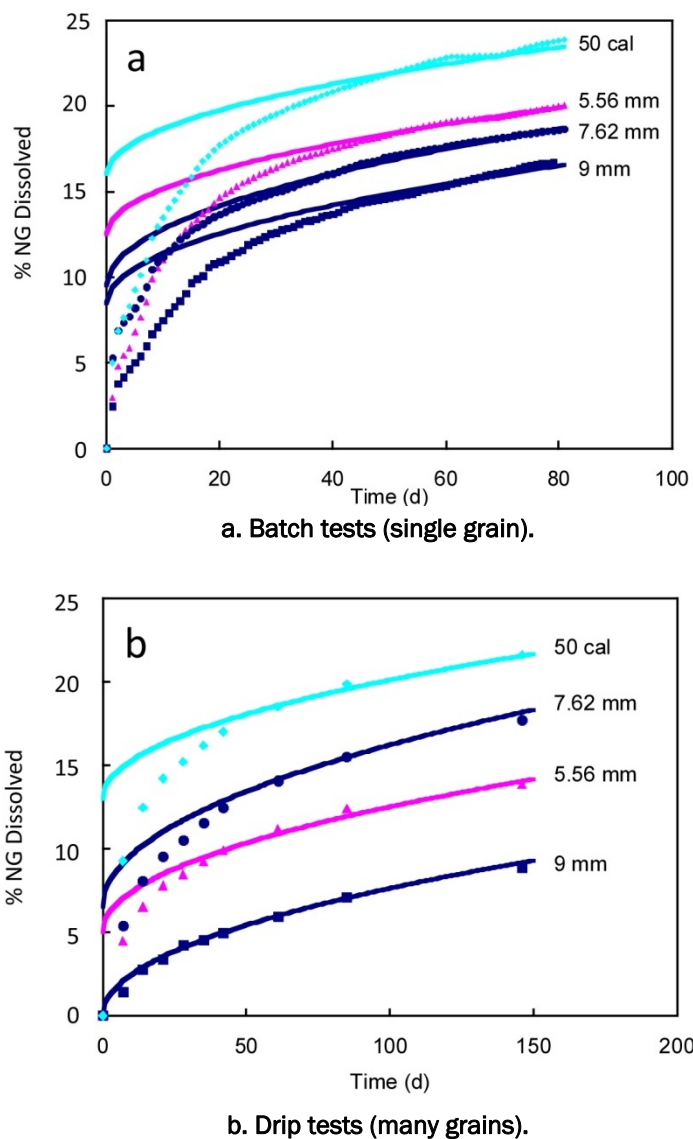 25
20
15
10
5
0
% NG Dissolved
a
50 cal
5.56 mm
7.62 mm
9 mm
0 20 40 60 80 100
Time (d)
a. Batch tests (single grain).
25
20
15
10
5
0
% NG Dissolved
b
50 cal
7.62 mm
5.56 mm
9 mm
0 50 100 150 200
Time (d)
b. Drip tests (many grains).